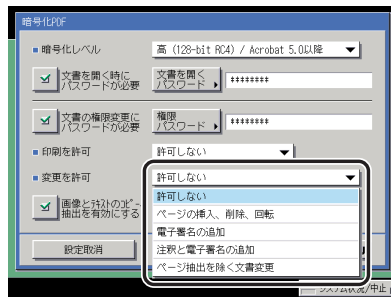 暗号化PDF
暗号化レベル
高 (128-bit RC4) / Acrobat 5.0以降
文書を開く時に
パスワードが必要
文書を開く
パスワード
********
文書の権限変更に
パスワードが必要
権限
パスワード
********
印刷を許可
許可しない
変更を許可
許可しない
画像とテキストのコピー
抽出を有効にする
許可しない
ページの挿入、削除、回転
電子署名の追加
注釈と電子署名の追加
ページ抽出を除く文書変更
設定取消
システム状況/中止